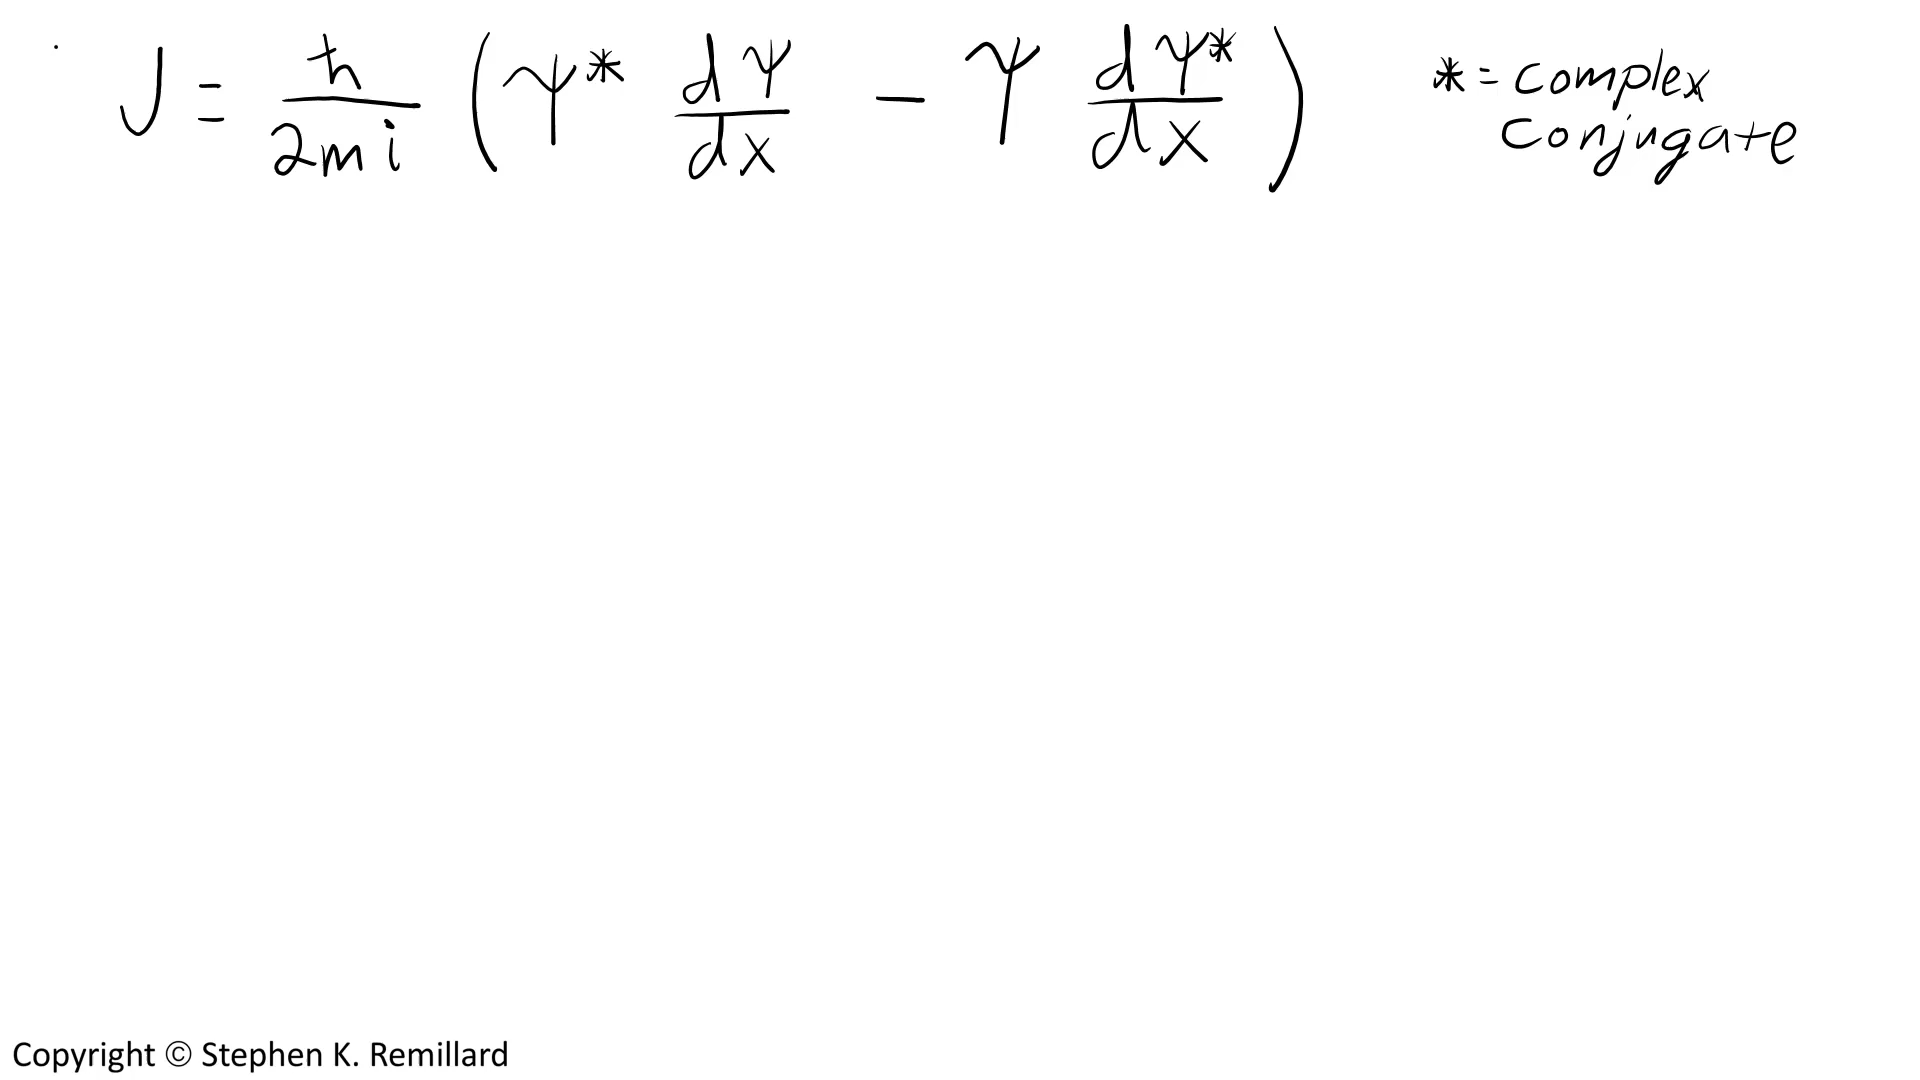 J = ħ/2mi (ψ* dψ/dx − ψ dψ*/dx) * = complex
conjugate
Copyright © Stephen K. Remillard